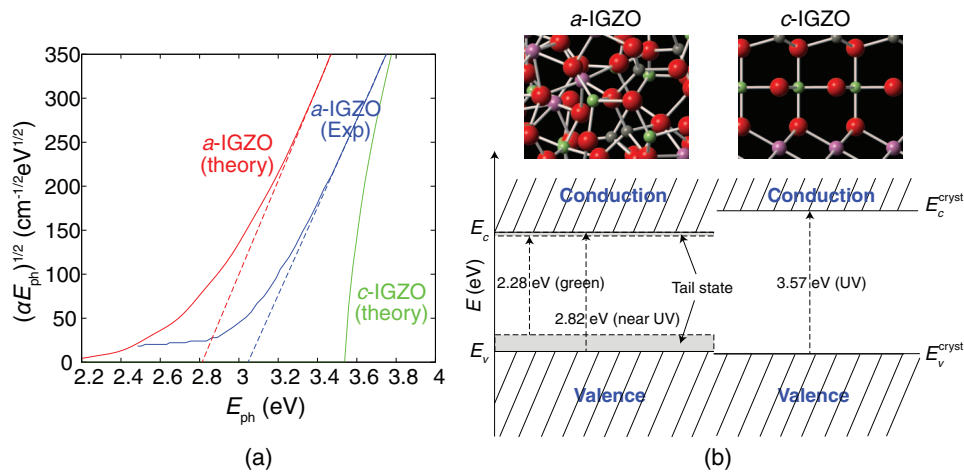 350
300
250
200
150
100
50
0
2.2 2.4 2.6 2.8 3 3.2 3.4 3.6 3.8 4
(αE_ph)^1/2 (cm^-1/2eV^1/2)
E_ph (eV)
a-IGZO
(theory)
a-IGZO
(Exp)
c-IGZO
(theory)
(a)
a-IGZO
c-IGZO
Conduction
Conduction
E_c
E_c^cryst
E (eV)
2.28 eV (green)
2.82 eV (near UV)
Tail state
3.57 eV (UV)
E_v
E_v^cryst
Valence
Valence
(b)